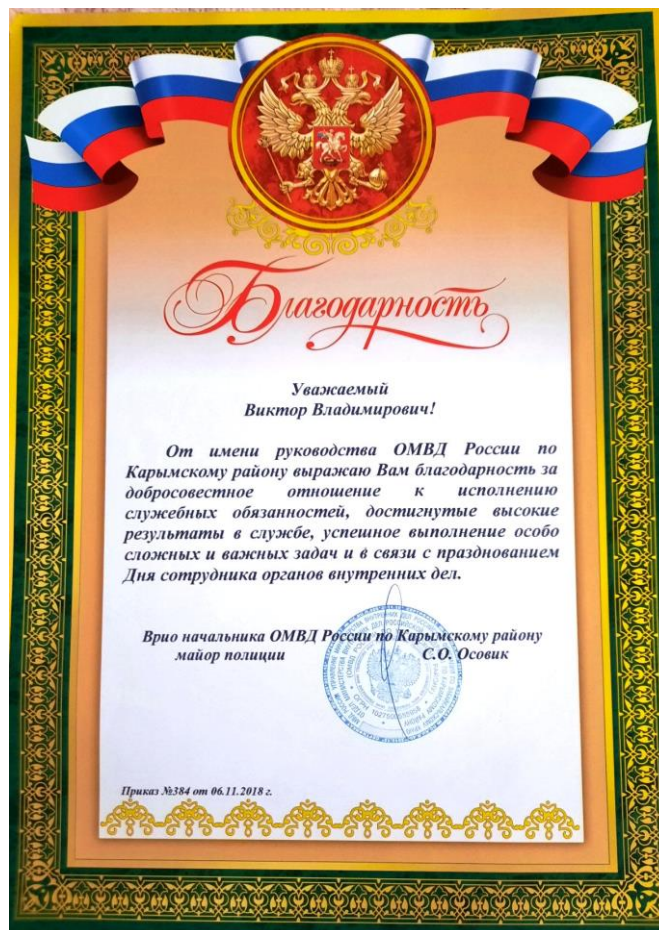 Благодарность
Уважаемый
Виктор Владимирович!
От имени руководства ОМВД России по
Карымскому району выражаю Вам благодарность за
добросовестное отношение к исполнению
служебных обязанностей, достигнутые высокие
результаты в службе, успешное выполнение особо
сложных и важных задач и в связи с празднованием
Дня сотрудника органов внутренних дел.
Врио начальника ОМВД России по Карымскому району
майор полиции С.О. Осовик
Приказ №384 от 06.11.2018 г.